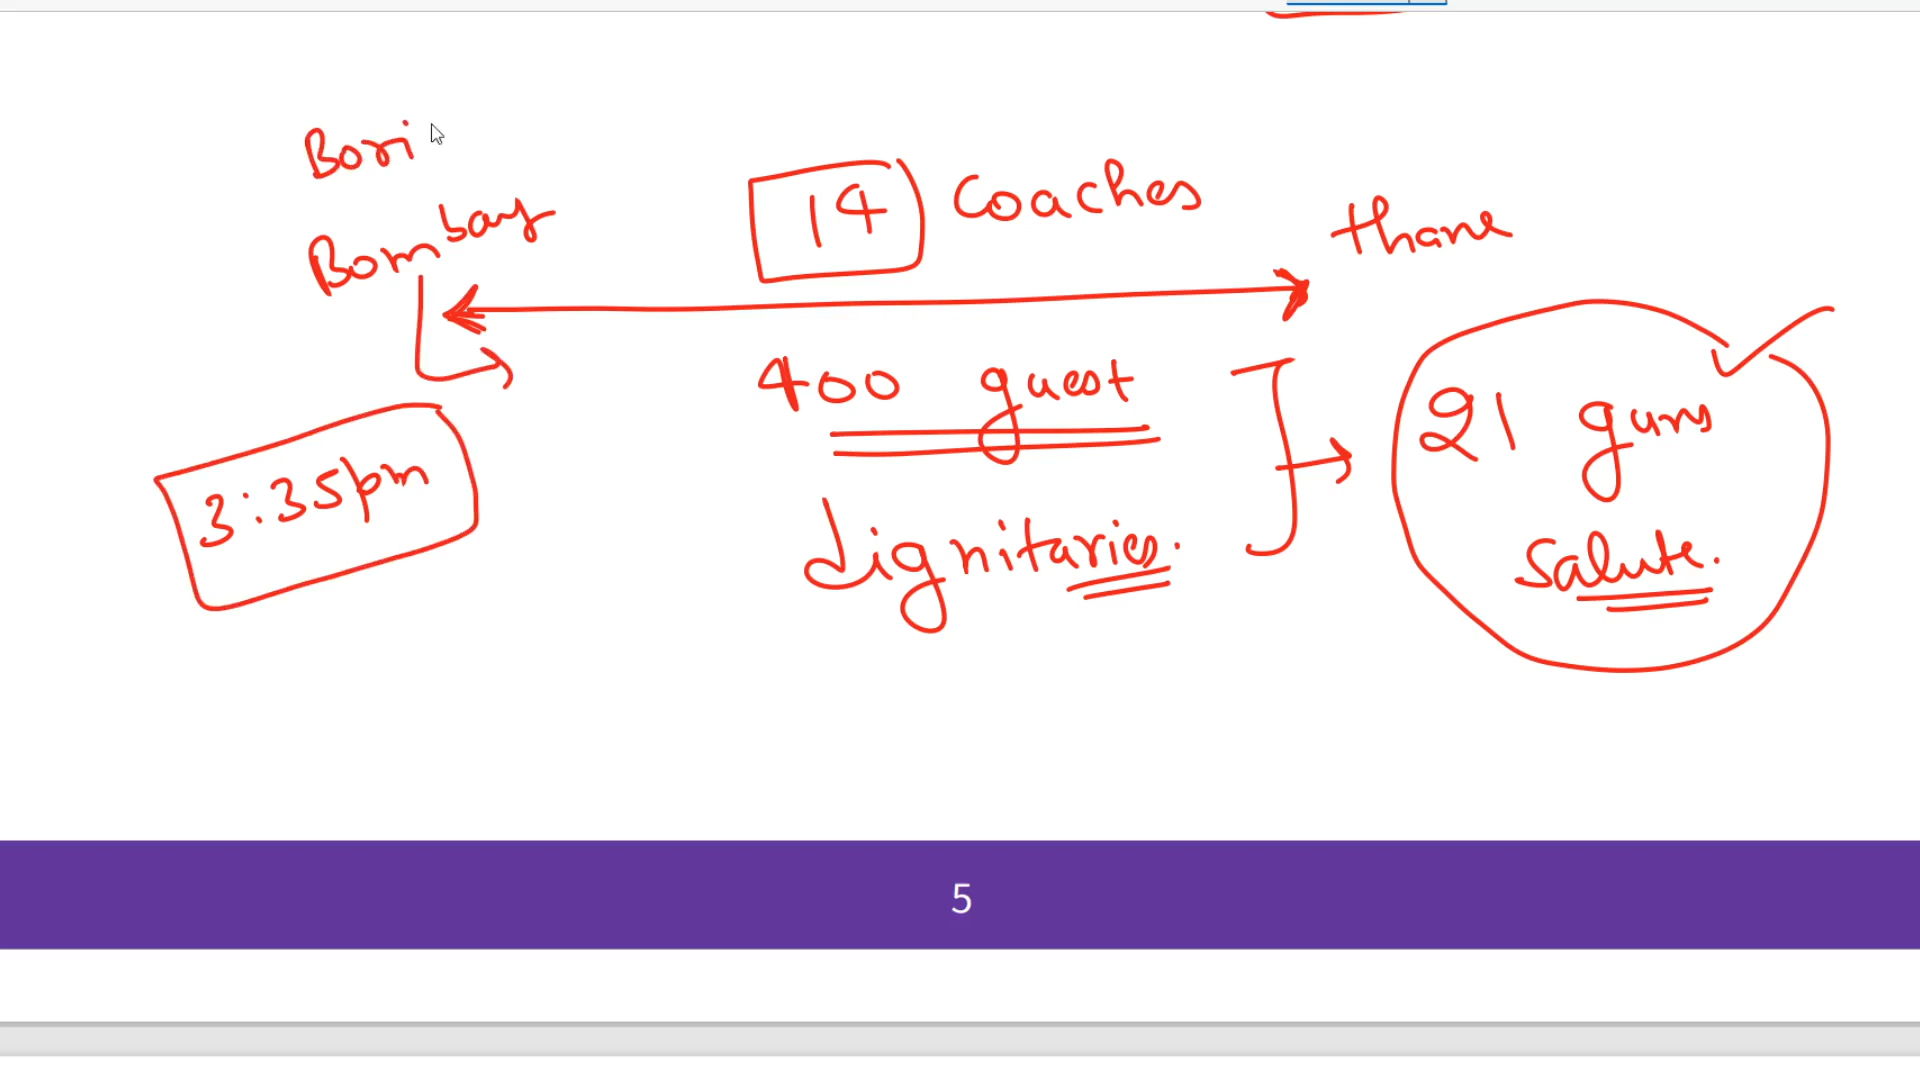 Bori
Bombay
14 Coaches
thane
400 guest
dignitaries.
21 guns
salute.
3:35pm
5